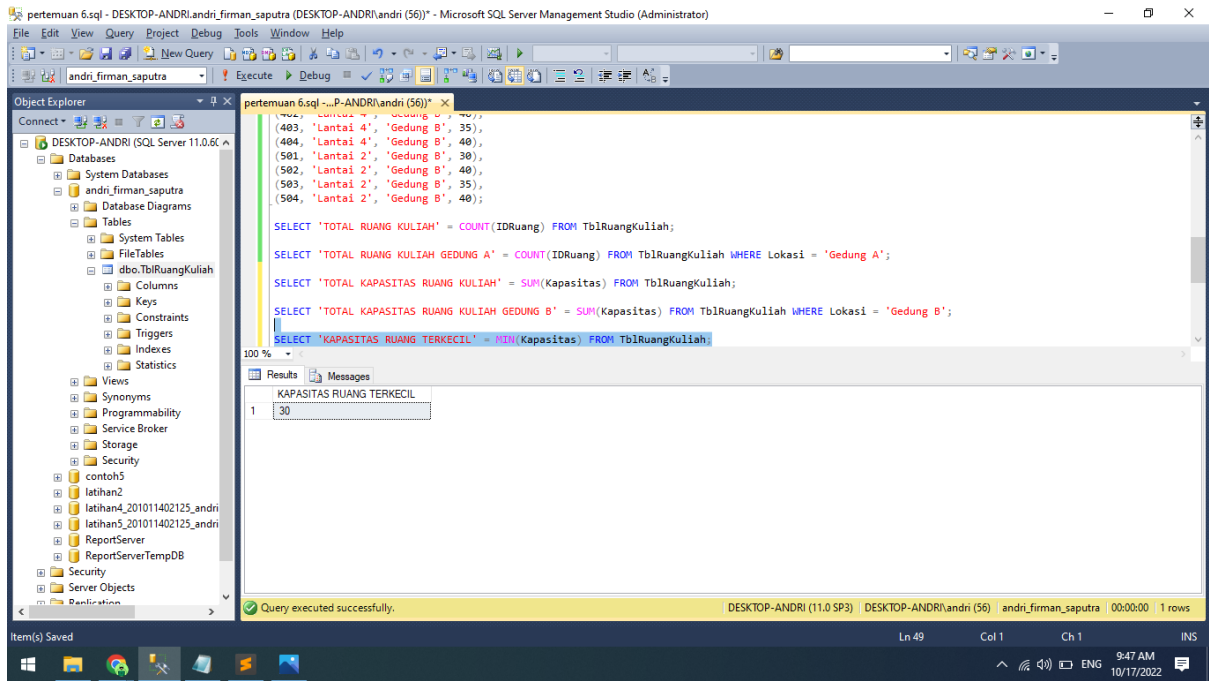 pertemuan 6.sql - DESKTOP-ANDRI.andri_firman_saputra (DESKTOP-ANDRI\andri (56))* - Microsoft SQL Server Management Studio (Administrator)
File Edit View Query Project Debug Tools Window Help
New Query
andri_firman_saputra Execute Debug
Object Explorer
Connect
DESKTOP-ANDRI (SQL Server 11.0.60
Databases
System Databases
andri_firman_saputra
Database Diagrams
Tables
System Tables
FileTables
dbo.TblRuangKuliah
Columns
Keys
Constraints
Triggers
Indexes
Statistics
Views
Synonyms
Programmability
Service Broker
Storage
Security
contoh5
latihan2
latihan4_201011402125_andri
latihan5_201011402125_andri
ReportServer
ReportServerTempDB
Security
Server Objects
Replication
pertemuan 6.sql -...P-ANDRI\andri (56))*
(402, 'Lantai 4', 'Gedung B', 40),
(403, 'Lantai 4', 'Gedung B', 35),
(404, 'Lantai 4', 'Gedung B', 40),
(501, 'Lantai 2', 'Gedung B', 30),
(502, 'Lantai 2', 'Gedung B', 40),
(503, 'Lantai 2', 'Gedung B', 35),
(504, 'Lantai 2', 'Gedung B', 40);
SELECT 'TOTAL RUANG KULIAH' = COUNT(IDRuang) FROM TblRuangKuliah;
SELECT 'TOTAL RUANG KULIAH GEDUNG A' = COUNT(IDRuang) FROM TblRuangKuliah WHERE Lokasi = 'Gedung A';
SELECT 'TOTAL KAPASITAS RUANG KULIAH' = SUM(Kapasitas) FROM TblRuangKuliah;
SELECT 'TOTAL KAPASITAS RUANG KULIAH GEDUNG B' = SUM(Kapasitas) FROM TblRuangKuliah WHERE Lokasi = 'Gedung B';
SELECT 'KAPASITAS RUANG TERKECIL' = MIN(Kapasitas) FROM TblRuangKuliah;
100 %
Results Messages
KAPASITAS RUANG TERKECIL
1 30
Query executed successfully. DESKTOP-ANDRI (11.0 SP3) DESKTOP-ANDRI\andri (56) andri_firman_saputra 00:00:00 1 rows
Item(s) Saved Ln 49 Col 1 Ch 1 INS
ENG 9:47 AM
10/17/2022